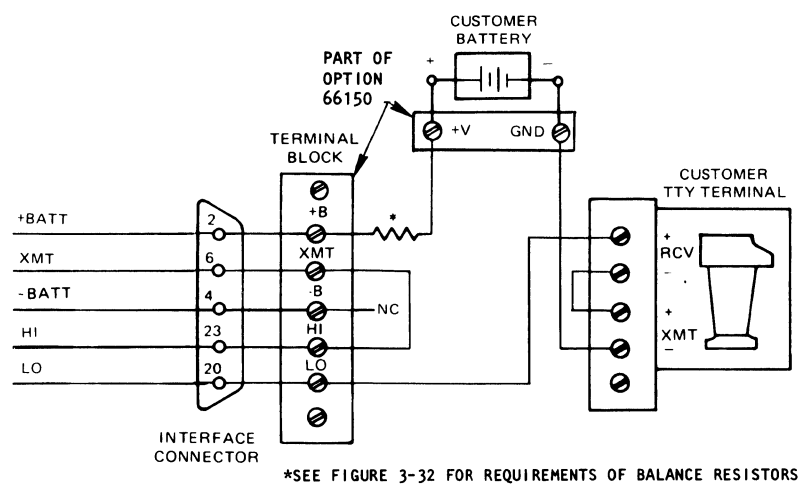 CUSTOMER
BATTERY
+
–
PART OF
OPTION
66150
+V
GND
TERMINAL
BLOCK
CUSTOMER
TTY TERMINAL
+BATT
2
+B
*
XMT
6
XMT
-BATT
4
-B
NC
HI
23
HI
LO
20
LO
+
RCV
–
+
XMT
–
INTERFACE
CONNECTOR
*SEE FIGURE 3-32 FOR REQUIREMENTS OF BALANCE RESISTORS